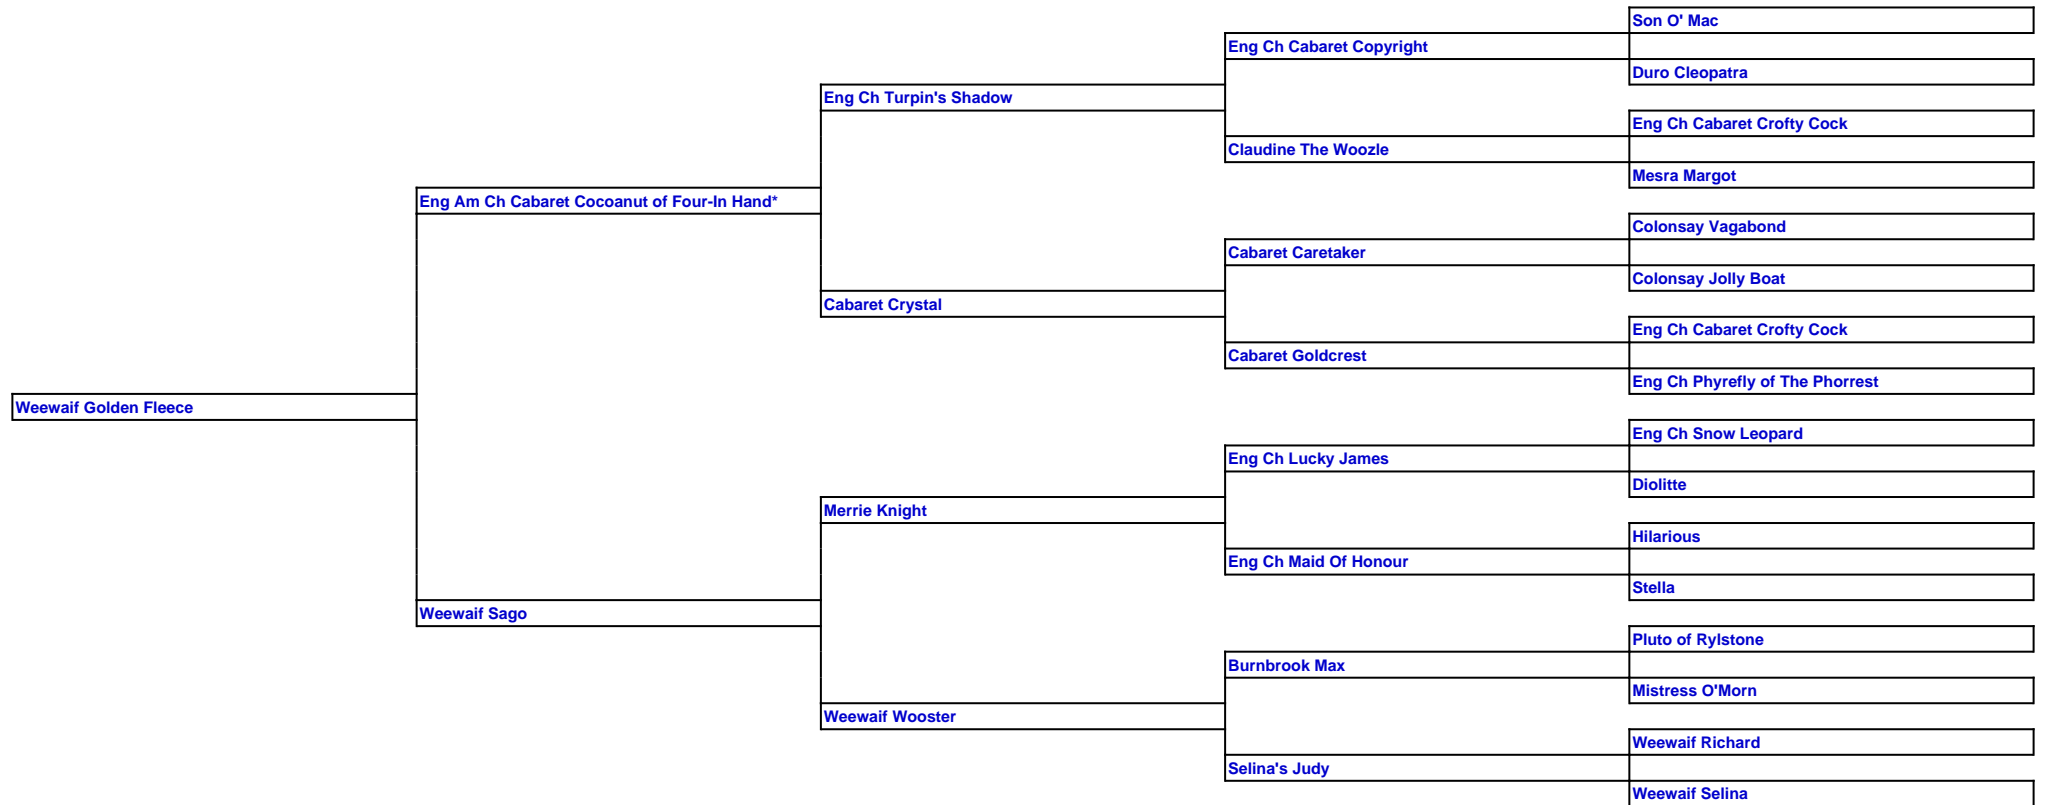 Son O' Mac
Eng Ch Cabaret Copyright
Duro Cleopatra
Eng Ch Turpin's Shadow
Eng Ch Cabaret Crofty Cock
Claudine The Woozle
Mesra Margot
Eng Am Ch Cabaret Cocoanut of Four-In Hand*
Colonsay Vagabond
Cabaret Caretaker
Colonsay Jolly Boat
Cabaret Crystal
Eng Ch Cabaret Crofty Cock
Cabaret Goldcrest
Eng Ch Phyrefly of The Phorrest
Weewaif Golden Fleece
Eng Ch Snow Leopard
Eng Ch Lucky James
Diolitte
Merrie Knight
Hilarious
Eng Ch Maid Of Honour
Stella
Weewaif Sago
Pluto of Rylstone
Burnbrook Max
Mistress O'Morn
Weewaif Wooster
Weewaif Richard
Selina's Judy
Weewaif Selina